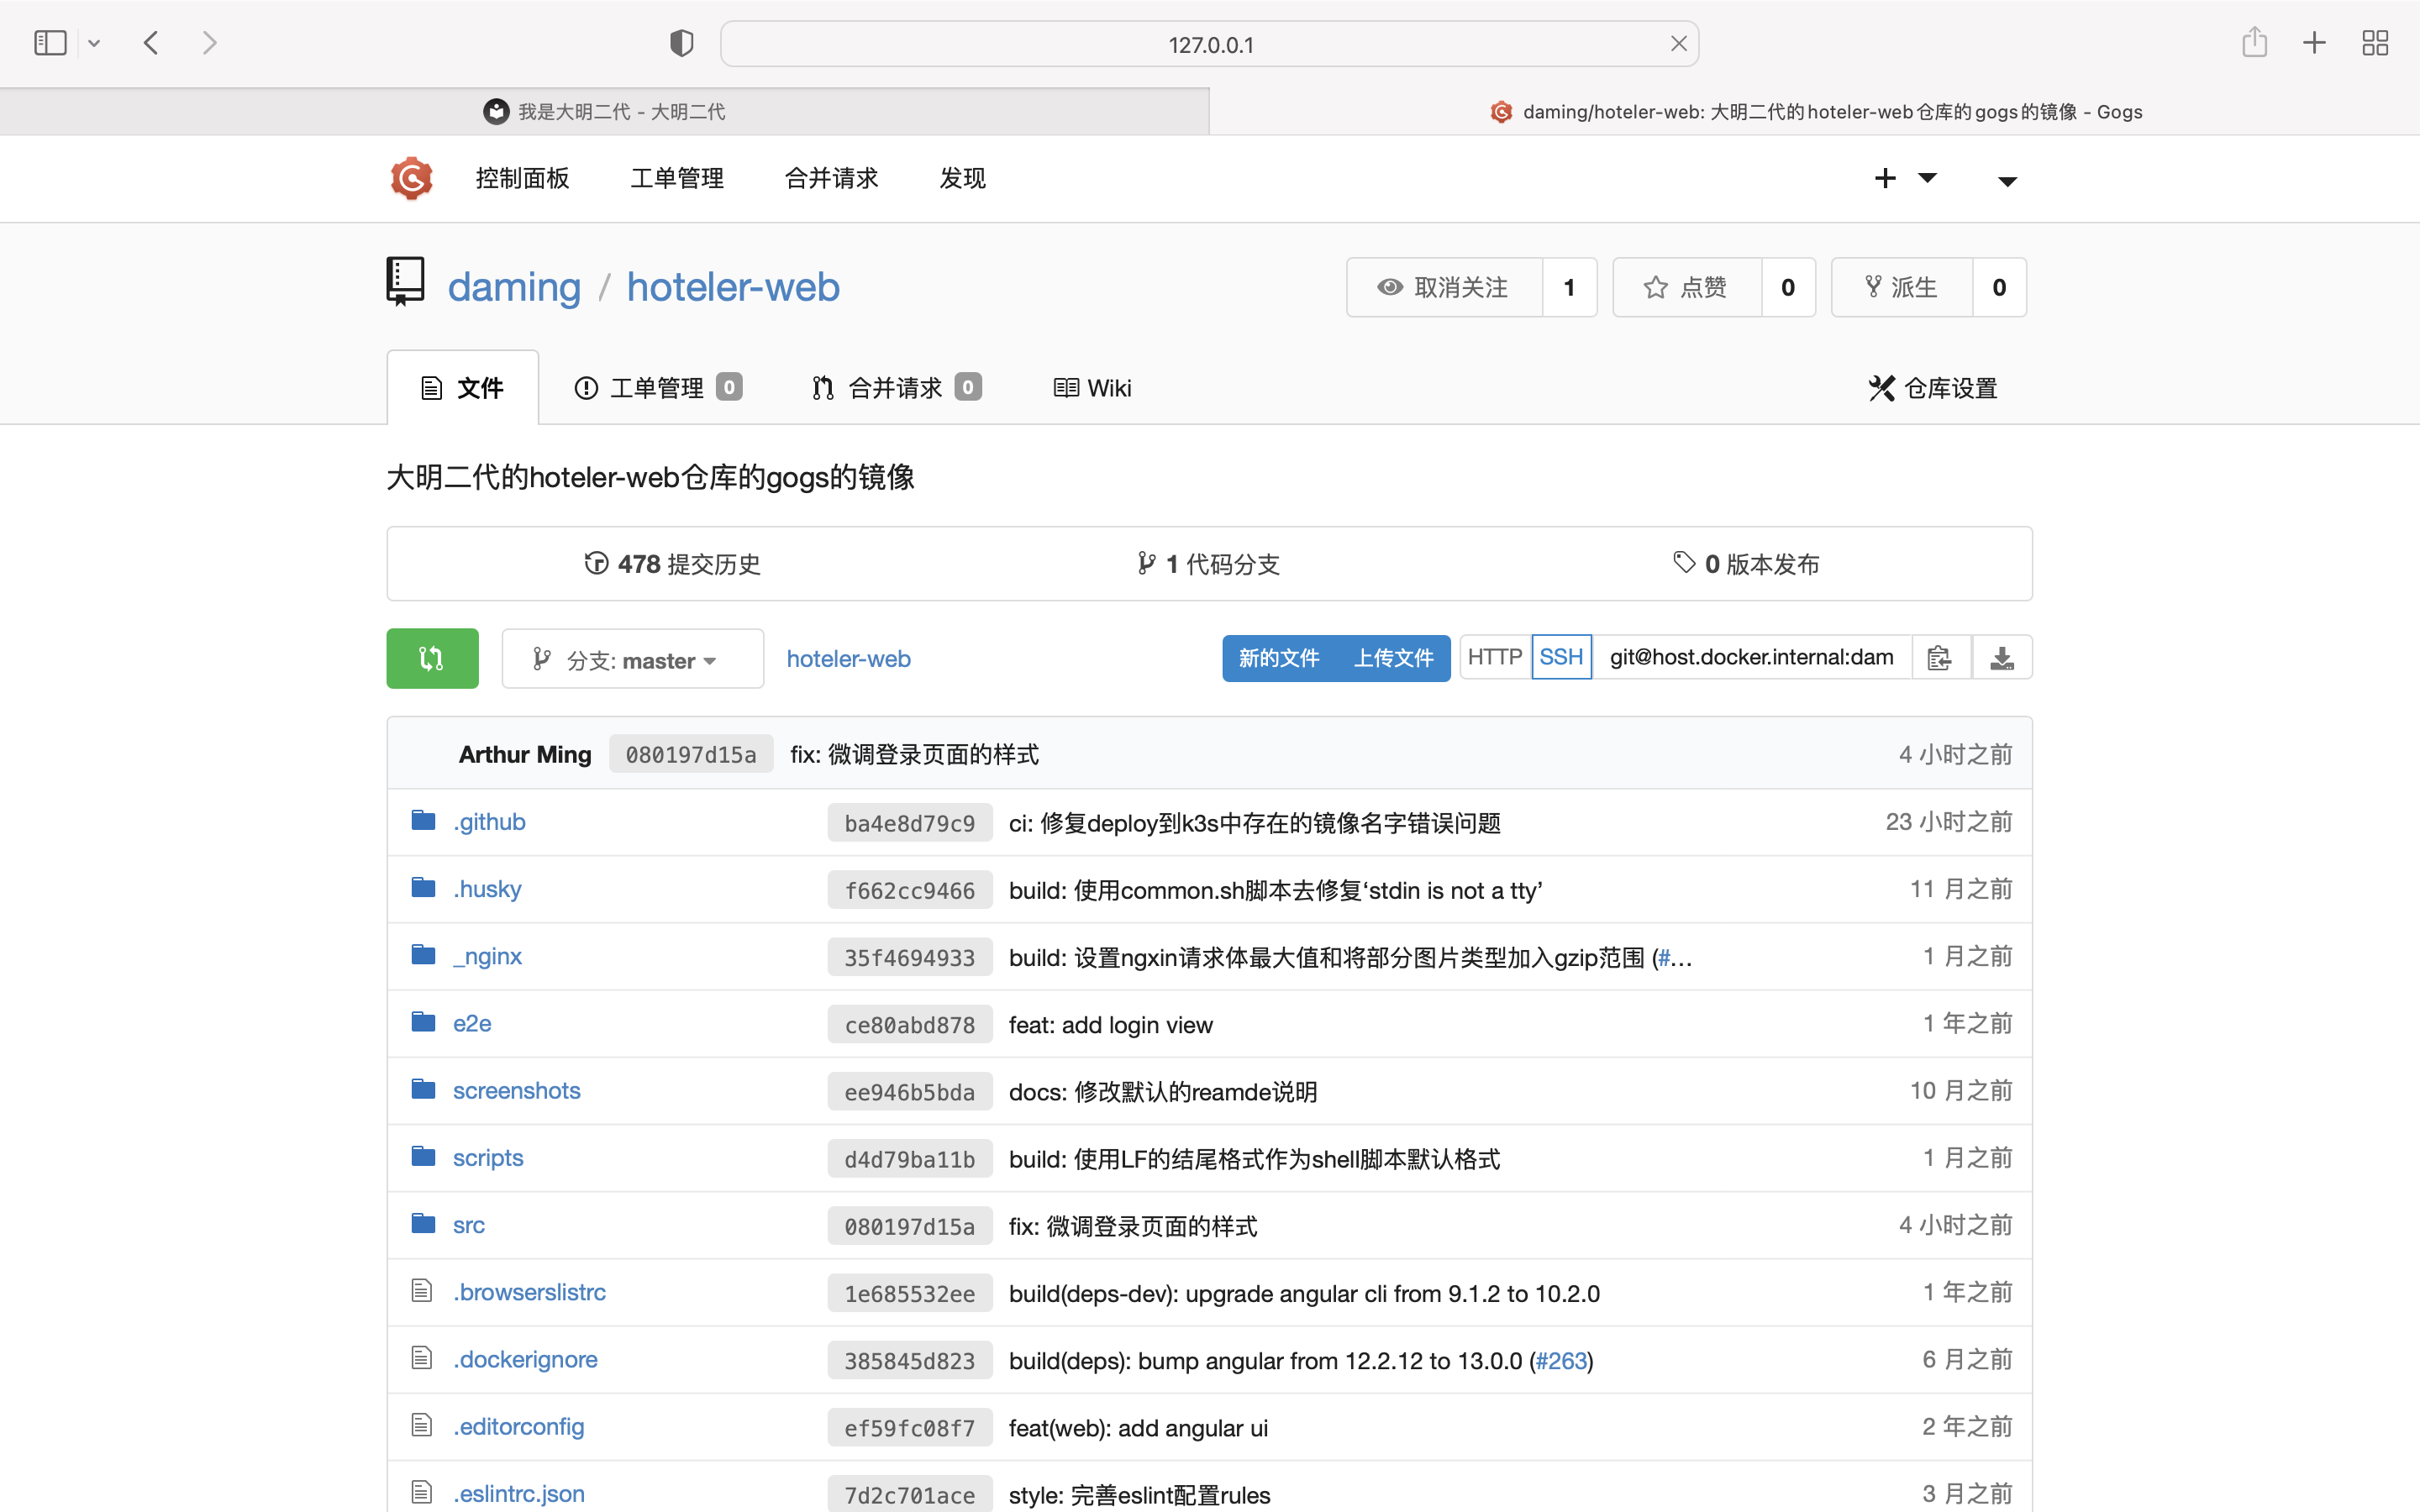 127.0.0.1
我是大明二代 - 大明二代
daming/hoteler-web: 大明二代的hoteler-web仓库的gogs的镜像 - Gogs
控制面板 工单管理 合并请求 发现
daming / hoteler-web 取消关注 1 点赞 0 派生 0
文件 工单管理 0 合并请求 0 Wiki 仓库设置
大明二代的hoteler-web仓库的gogs的镜像
478 提交历史 1 代码分支 0 版本发布
分支: master hoteler-web 新的文件 上传文件 HTTP SSH git@host.docker.internal:dam
Arthur Ming 080197d15a fix: 微调登录页面的样式 4 小时之前
.github ba4e8d79c9 ci: 修复deploy到k3s中存在的镜像名字错误问题 23 小时之前
.husky f662cc9466 build: 使用common.sh脚本去修复‘stdin is not a tty’ 11 月之前
_nginx 35f4694933 build: 设置ngxin请求体最大值和将部分图片类型加入gzip范围 (#… 1 月之前
e2e ce80abd878 feat: add login view 1 年之前
screenshots ee946b5bda docs: 修改默认的reamde说明 10 月之前
scripts d4d79ba11b build: 使用LF的结尾格式作为shell脚本默认格式 1 月之前
src 080197d15a fix: 微调登录页面的样式 4 小时之前
.browserslistrc 1e685532ee build(deps-dev): upgrade angular cli from 9.1.2 to 10.2.0 1 年之前
.dockerignore 385845d823 build(deps): bump angular from 12.2.12 to 13.0.0 (#263) 6 月之前
.editorconfig ef59fc08f7 feat(web): add angular ui 2 年之前
.eslintrc.json 7d2c701ace style: 完善eslint配置rules 3 月之前